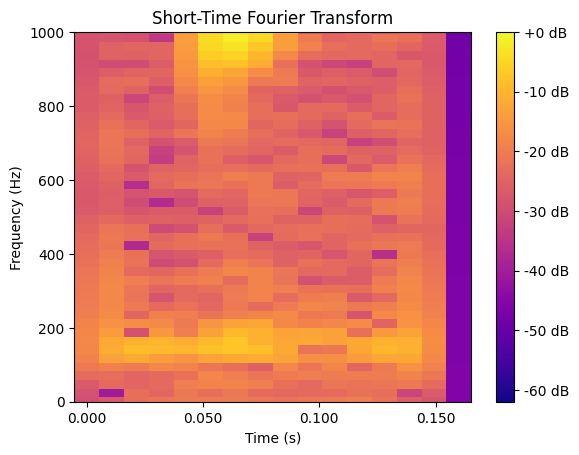 Short-Time Fourier Transform
1000
800
600
400
200
0
Frequency (Hz)
0.000
0.050
0.100
0.150
Time (s)
+0 dB
-10 dB
-20 dB
-30 dB
-40 dB
-50 dB
-60 dB